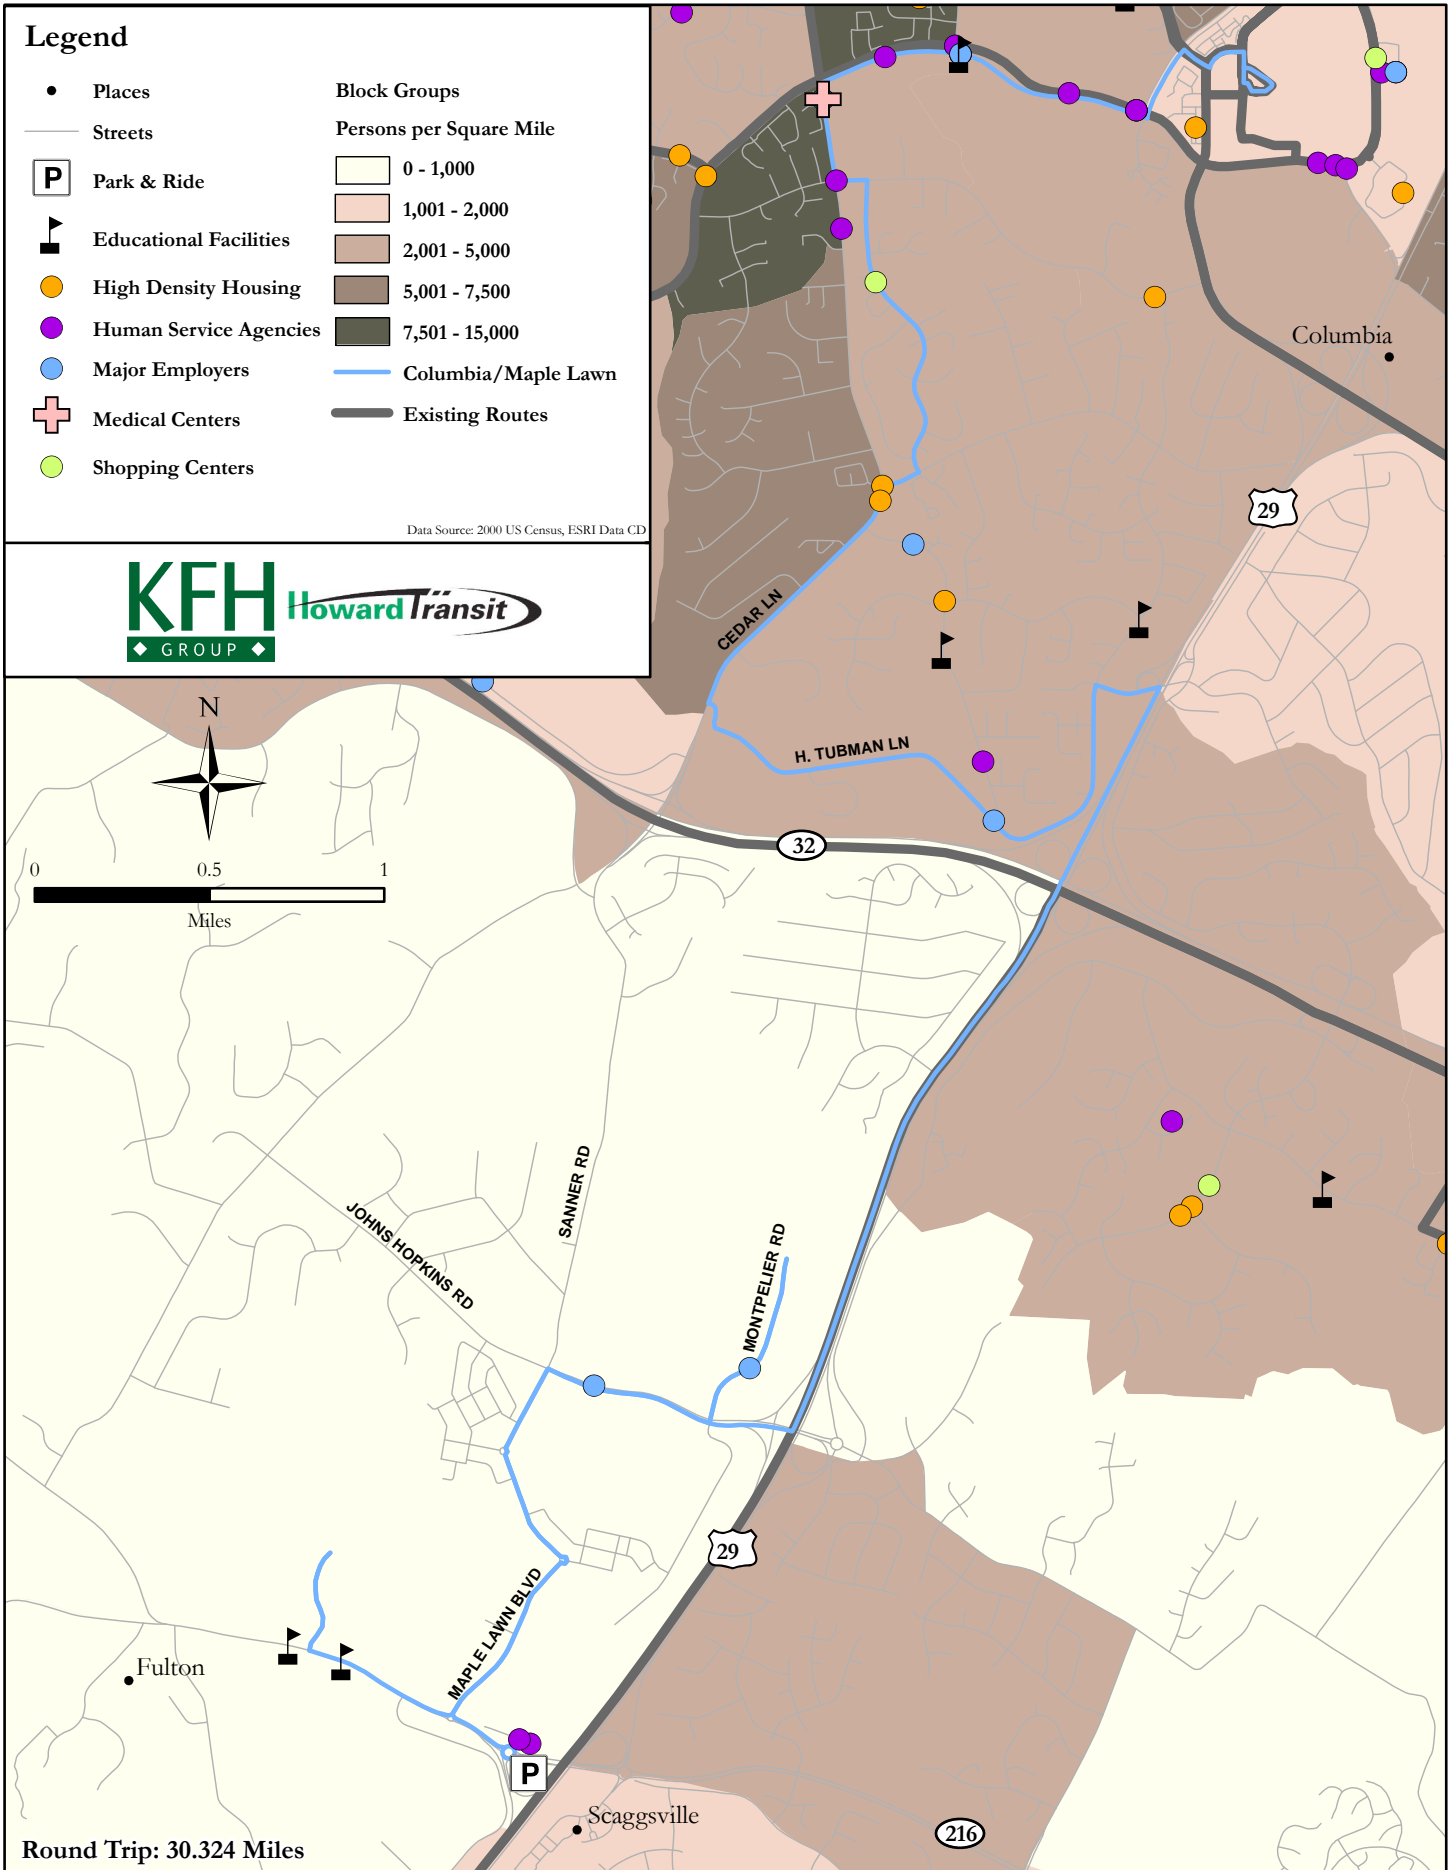 Legend
Places
Streets
P
Park & Ride
Educational Facilities
High Density Housing
Human Service Agencies
Major Employers
Medical Centers
Shopping Centers
Block Groups
Persons per Square Mile
0 - 1,000
1,001 - 2,000
2,001 - 5,000
5,001 - 7,500
7,501 - 15,000
Columbia/Maple Lawn
Existing Routes
Data Source: 2000 US Census, ESRI Data CD
KFH
GROUP
HowardTransit
N
0 0.5 1
Miles
Columbia
29
CEDAR LN
H. TUBMAN LN
32
SANNER RD
JOHNS HOPKINS RD
MONTPELIER RD
29
MAPLE LAWN BLVD
Fulton
P
Scaggsville
216
Round Trip: 30.324 Miles